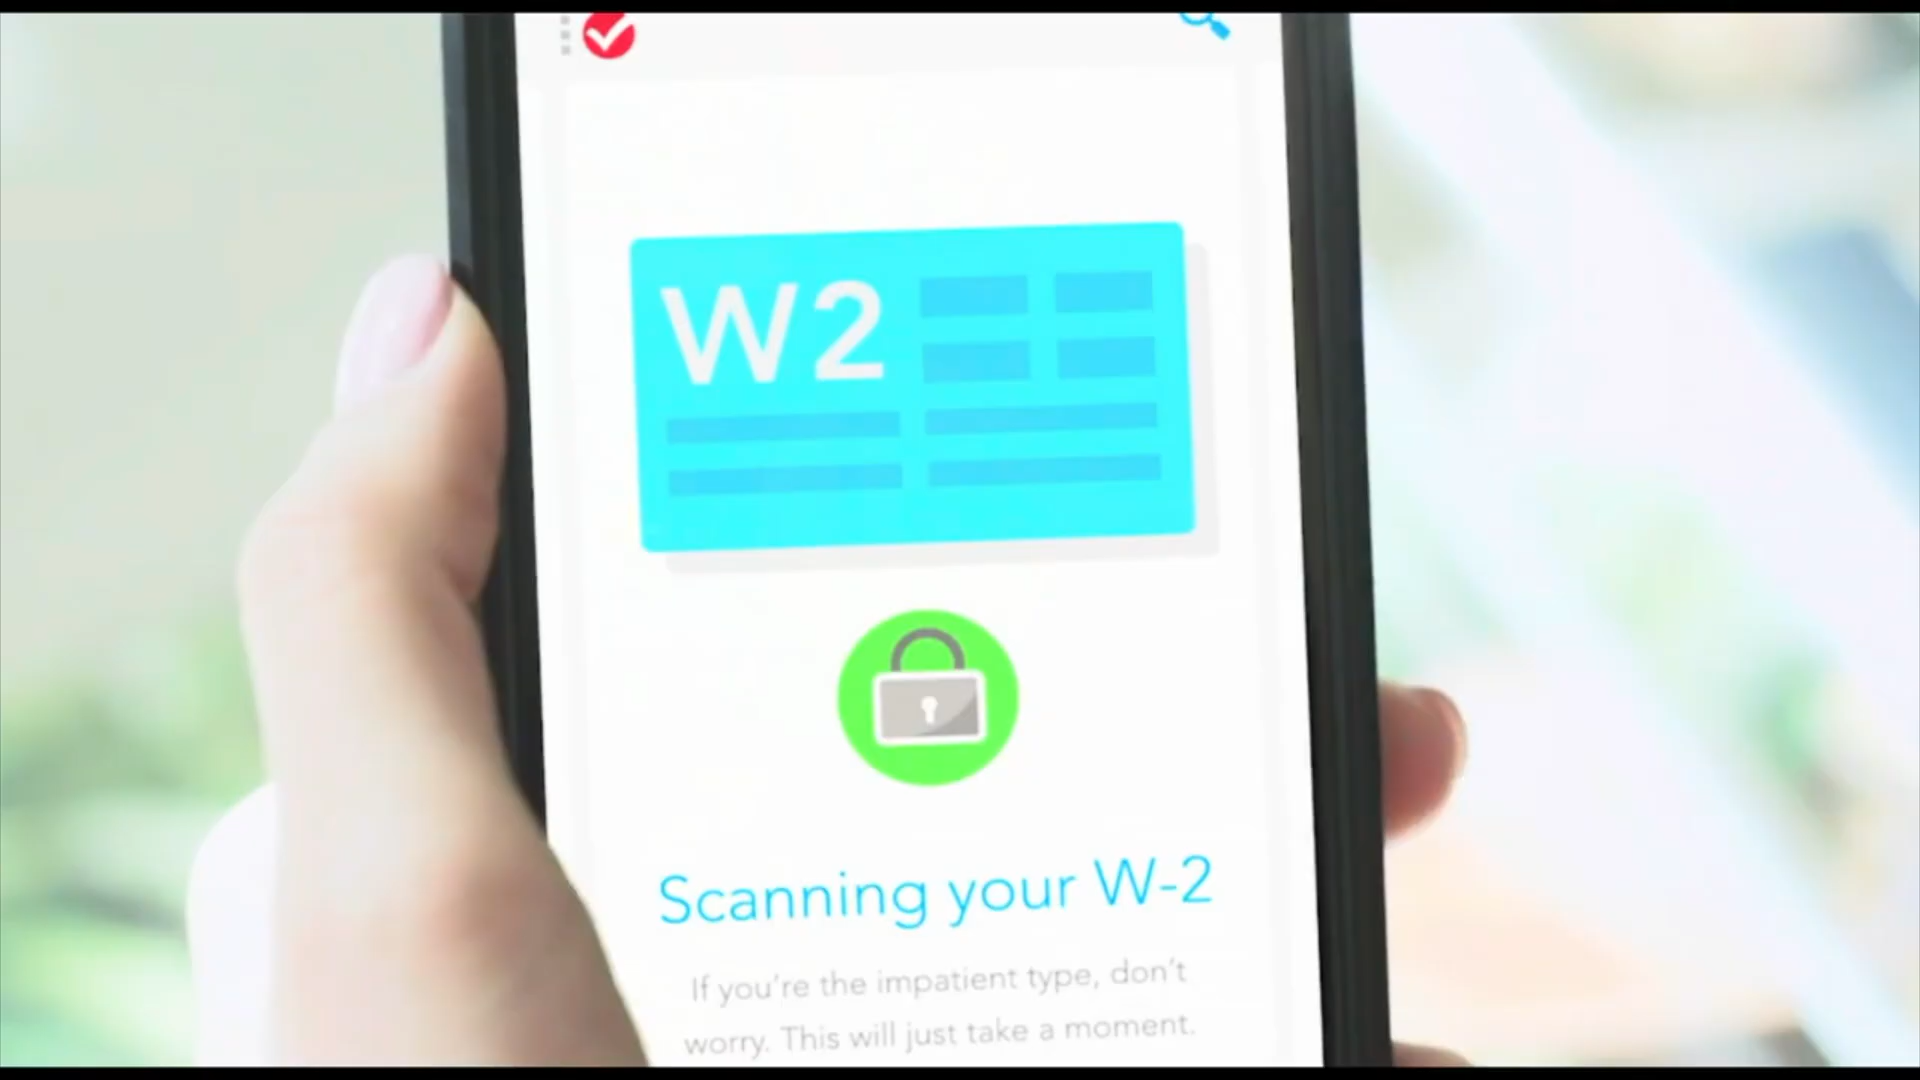 W2
Scanning your W-2
If you're the impatient type, don't
worry. This will just take a moment.